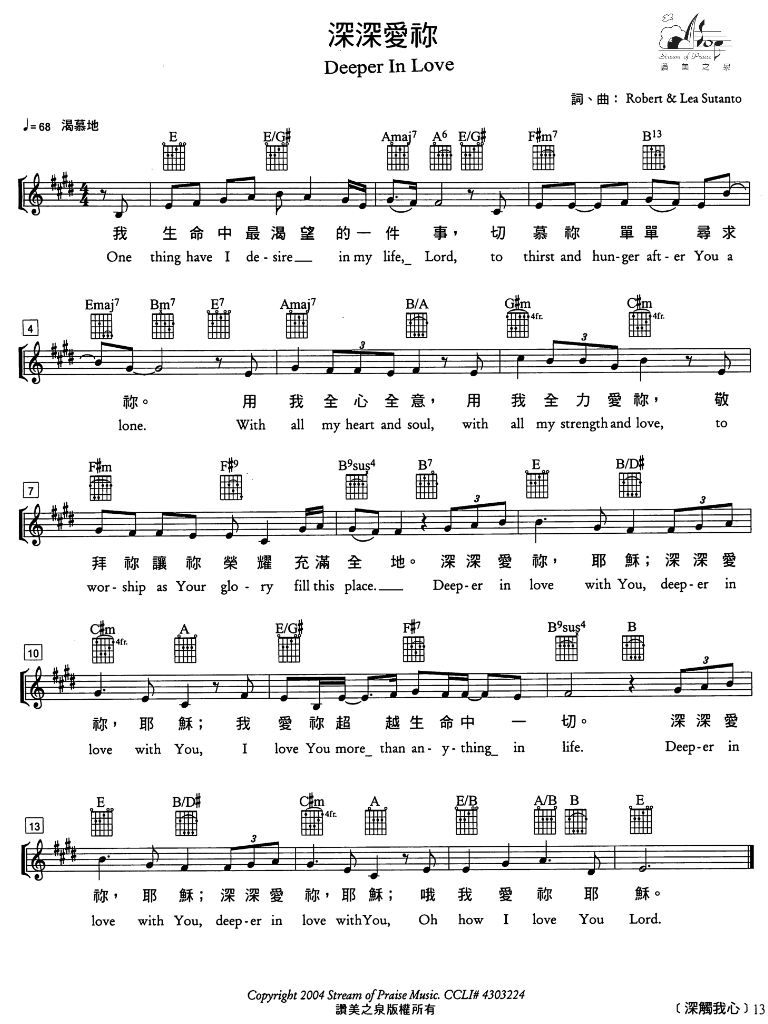 深深愛祢
Deeper In Love
Stream of Praise
讚美之泉
詞、曲： Robert & Lea Sutanto
♩= 68 渴慕地
E E/G# Amaj7 A6 E/G# F#m7 B13
4/4
我 生命中最渴望的一件事， 切慕祢 單單 尋求
One thing have I de-sire__ in my life,_ Lord, to thirst and hun-ger aft-er You a
Emaj7 Bm7 E7 Amaj7 B/A G#m 4fr. C#m 4fr.
4
3 3
祢。 用 我全心全意， 用 我全力愛祢， 敬
lone. With all my heart and soul, with all my strength and love, to
F#m F#9 B9sus4 B7 E B/D#
7
3 3
拜祢讓祢榮耀充滿全地。深深愛祢， 耶穌；深深愛
wor-ship as Your glo-ry fill this place.___ Deep-er in love with You, deep-er in
C#m 4fr. A E/G# F#7 B9sus4 B
10
3
祢，耶穌； 我愛祢超越生命中一切。 深深愛
love with You, I love You more_ than an-y-thing_ in life. Deep-er in
E B/D# C#m 4fr. A E/B A/B B E
13
3
祢，耶穌；深深愛祢，耶穌；哦我愛祢耶穌。
love with You, deep-er in love withYou, Oh how I love You Lord.
Copyright 2004 Stream of Praise Music. CCLI# 4303224
讚美之泉版權所有
（深觸我心）13